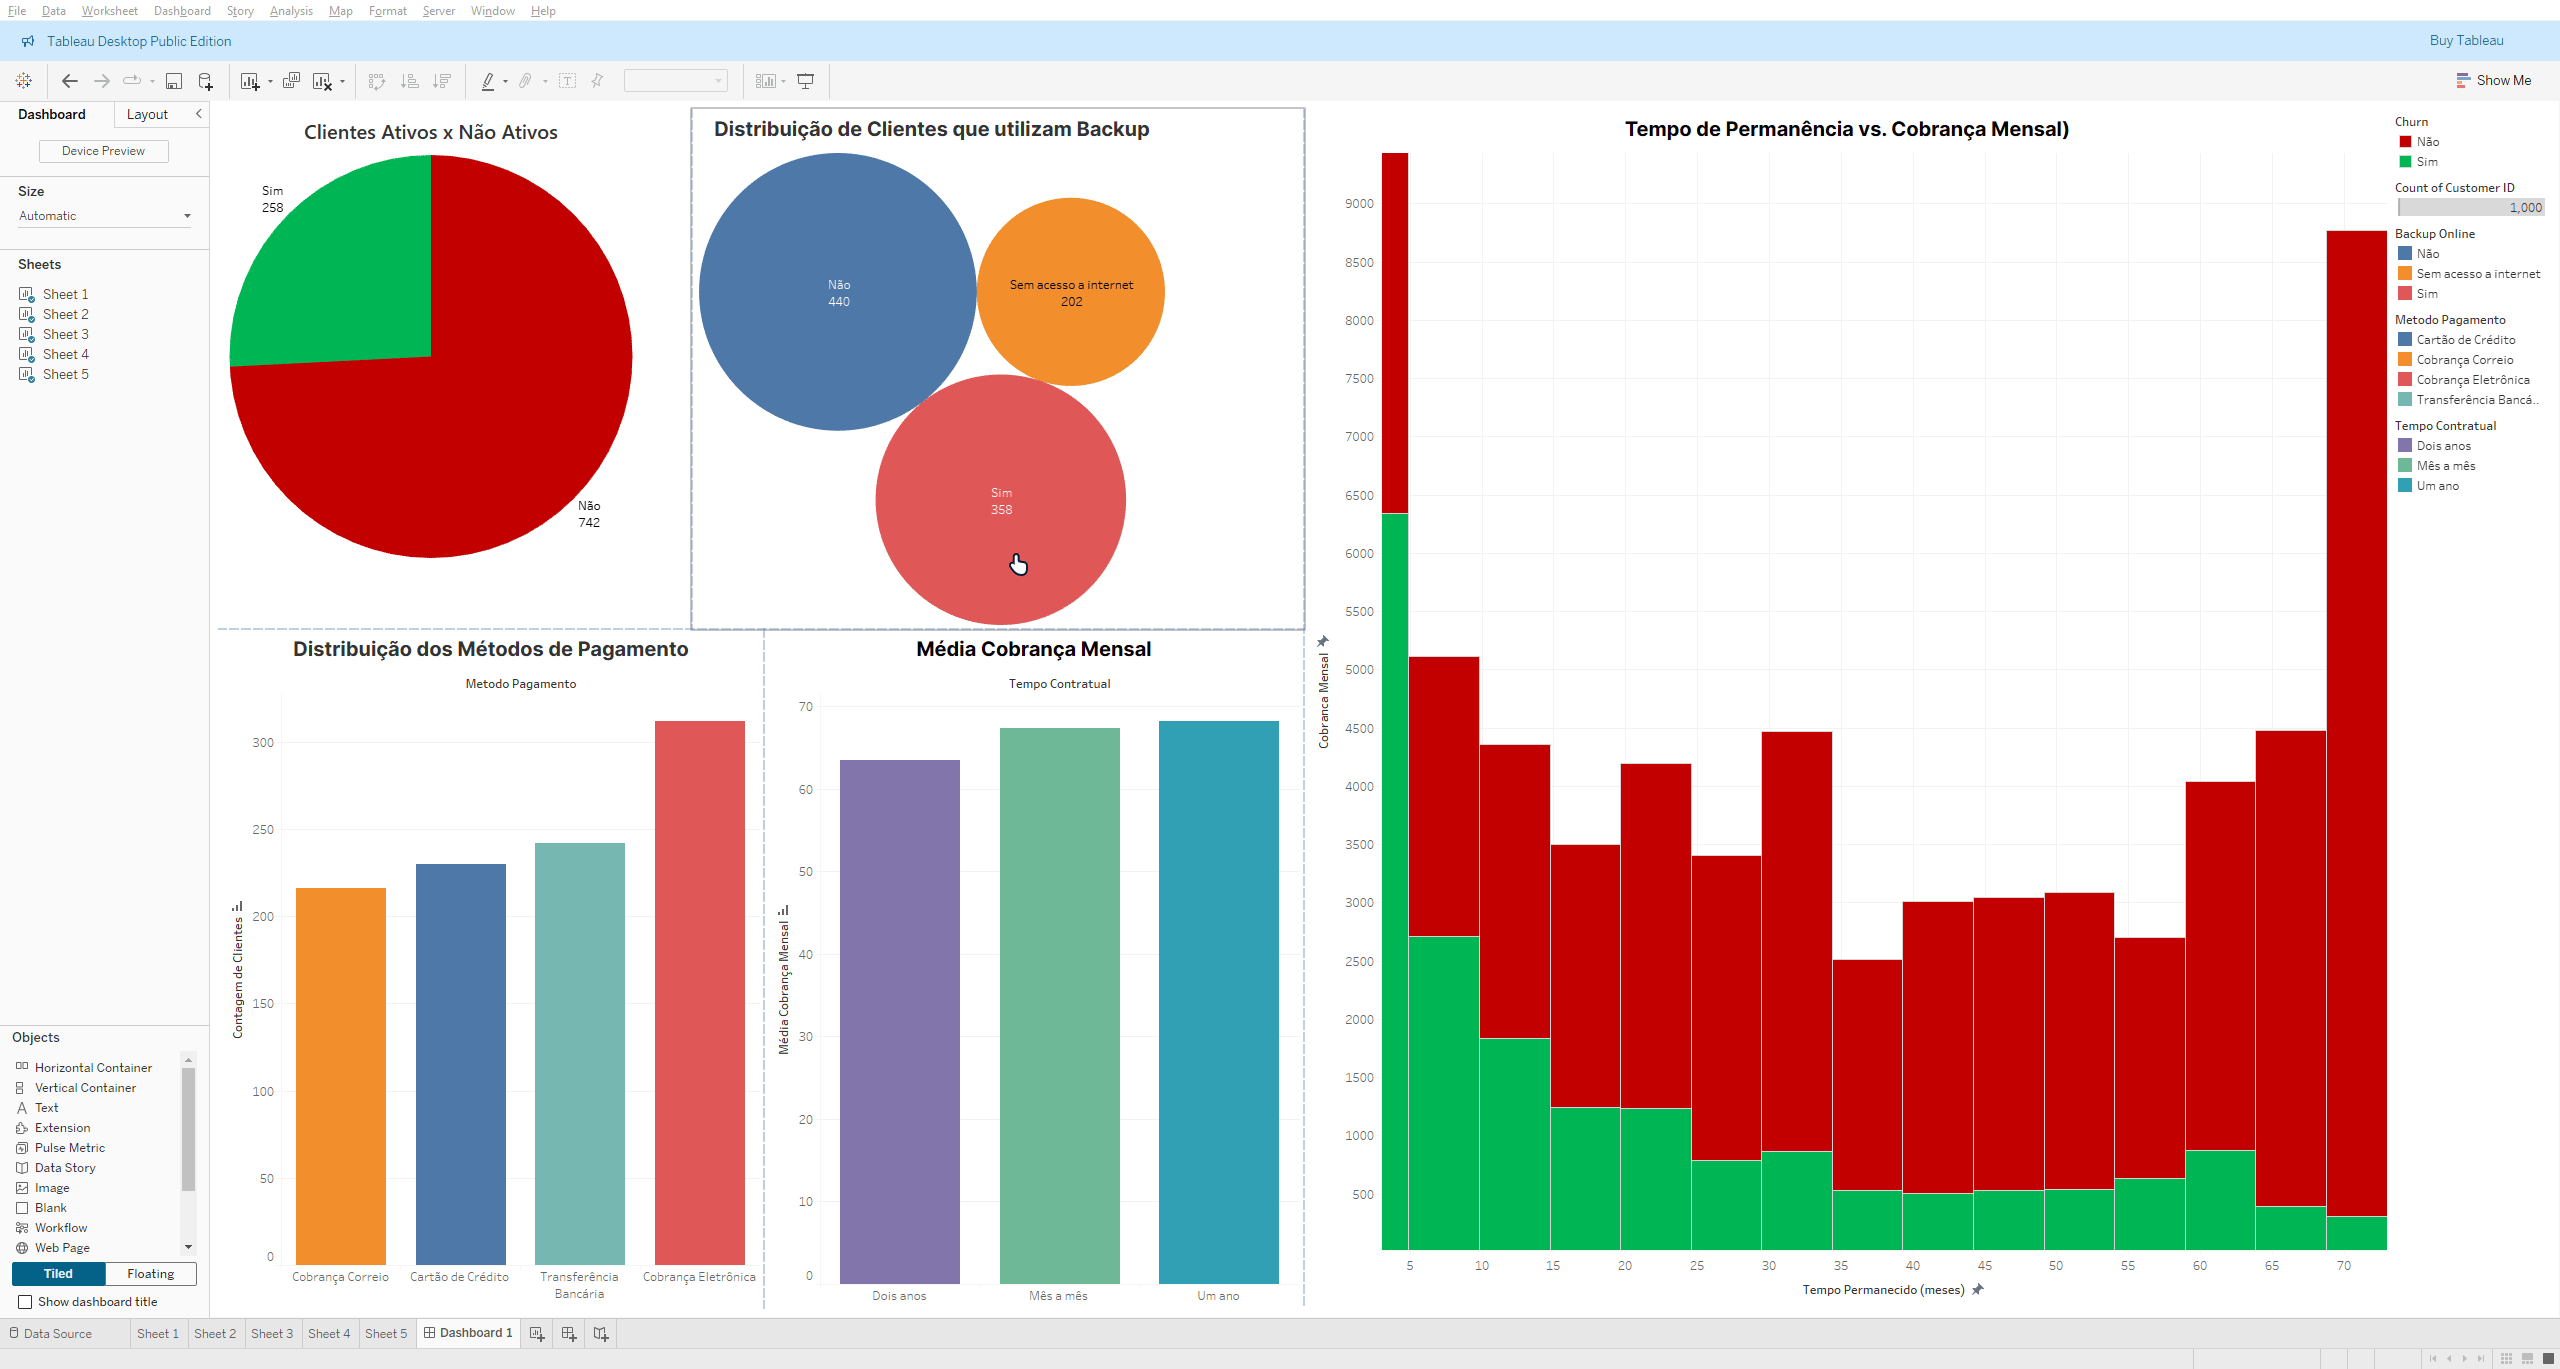 File Data Worksheet Dashboard Story Analysis Map Format Server Window Help
Tableau Desktop Public Edition
Buy Tableau
Show Me
Dashboard
Layout
Device Preview
Size
Automatic
Sheets
Sheet 1
Sheet 2
Sheet 3
Sheet 4
Sheet 5
Objects
Horizontal Container
Vertical Container
Text
Extension
Pulse Metric
Data Story
Image
Blank
Workflow
Web Page
Tiled
Floating
Show dashboard title
Clientes Ativos x Não Ativos
Sim
258
Não
742
Distribuição de Clientes que utilizam Backup
Não
440
Sem acesso a internet
202
Sim
358
Distribuição dos Métodos de Pagamento
Metodo Pagamento
Contagem de Clientes
300
250
200
150
100
50
0
Cobrança Correio
Cartão de Crédito
Transferência
Bancária
Cobrança Eletrônica
Média Cobrança Mensal
Tempo Contratual
Média Cobrança Mensal
70
60
50
40
30
20
10
0
Dois anos
Mês a mês
Um ano
Tempo de Permanência vs. Cobrança Mensal)
Cobranca Mensal
9000
8500
8000
7500
7000
6500
6000
5500
5000
4500
4000
3500
3000
2500
2000
1500
1000
500
5 10 15 20 25 30 35 40 45 50 55 60 65 70
Tempo Permanecido (meses)
Churn
Não
Sim
Count of Customer ID
1,000
Backup Online
Não
Sem acesso a internet
Sim
Metodo Pagamento
Cartão de Crédito
Cobrança Correio
Cobrança Eletrônica
Transferência Bancá..
Tempo Contratual
Dois anos
Mês a mês
Um ano
Data Source
Sheet 1
Sheet 2
Sheet 3
Sheet 4
Sheet 5
Dashboard 1